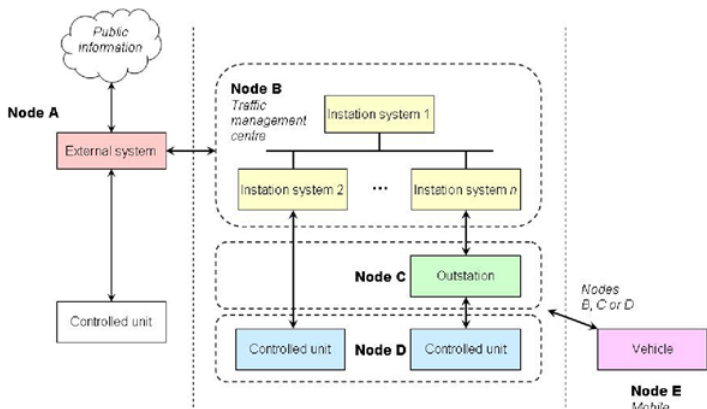 Public
information
Node A
External system
Controlled unit
Node B
Traffic
management
centre
Instation system 1
Instation system 2
...
Instation system n
Node C
Outstation
Controlled unit
Node D
Controlled unit
Nodes
B, C or D
Vehicle
Node E
Mobile